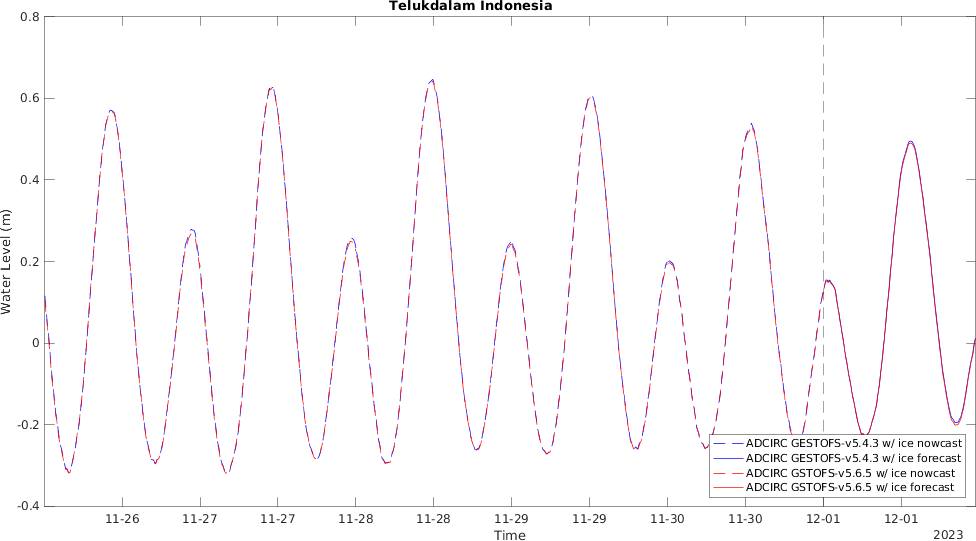 Telukdalam Indonesia
0.8
0.6
0.4
0.2
0
-0.2
-0.4
Water Level (m)
11-26
11-27
11-27
11-28
11-28
11-29
11-29
11-30
11-30
12-01
12-01
Time
2023
ADCIRC GESTOFS-v5.4.3 w/ ice nowcast
ADCIRC GESTOFS-v5.4.3 w/ ice forecast
ADCIRC GSTOFS-v5.6.5 w/ ice nowcast
ADCIRC GSTOFS-v5.6.5 w/ ice forecast